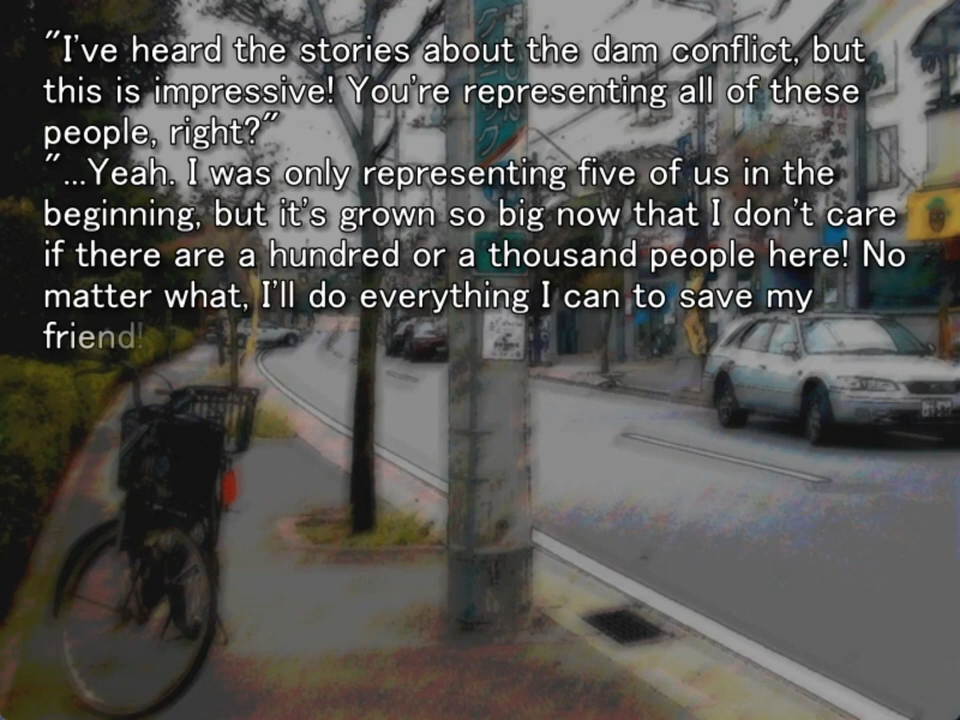 "I've heard the stories about the dam conflict, but
this is impressive! You're representing all of these
people, right?"
"...Yeah. I was only representing five of us in the
beginning, but it's grown so big now that I don't care
if there are a hundred or a thousand people here! No
matter what, I'll do everything I can to save my
friend!